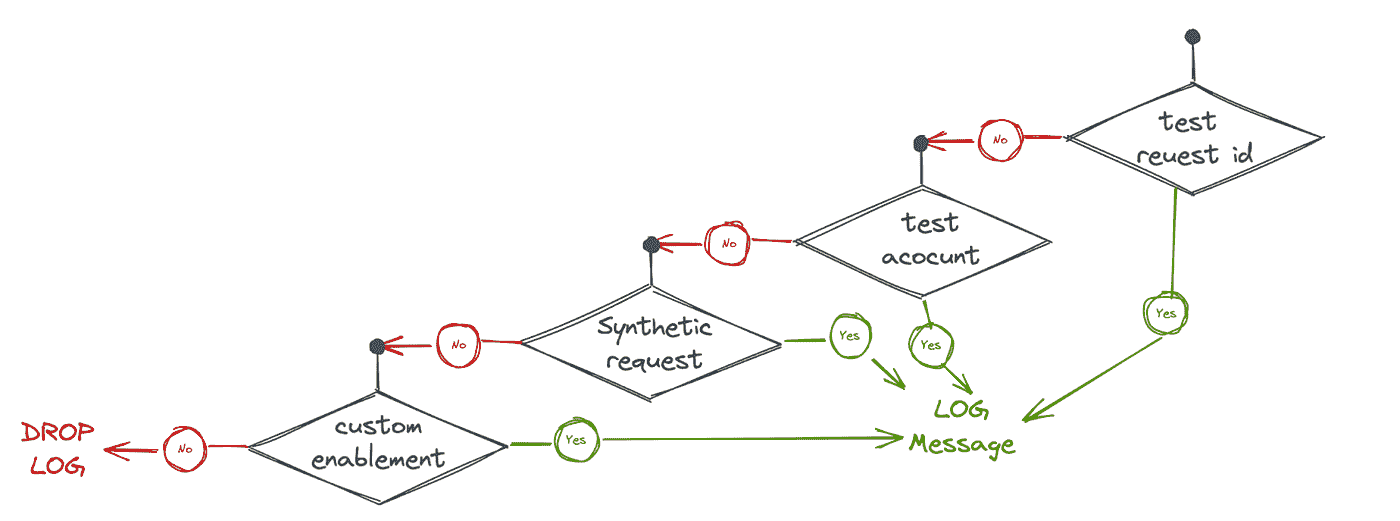 test
reuest id
No
test
acocunt
No
Synthetic
request
No
Yes
Yes
Yes
custom
enablement
Yes
LOG
Message
No
DROP
LOG